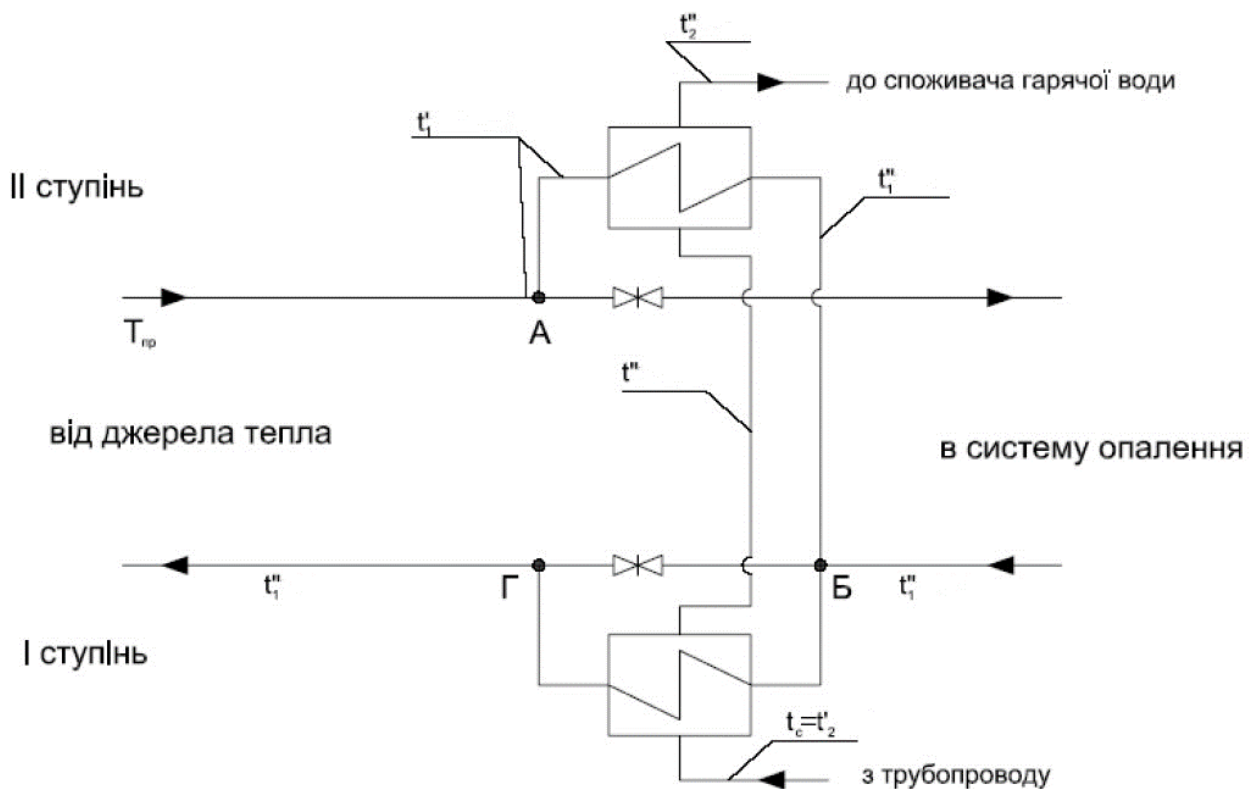 t"₂
до споживача гарячої води
t'₁
II ступінь
t"₁
Tпр
А
t"
від джерела тепла
в систему опалення
t"₁
Г
Б
t"₁
I ступінь
tс=t'₂
з трубопроводу